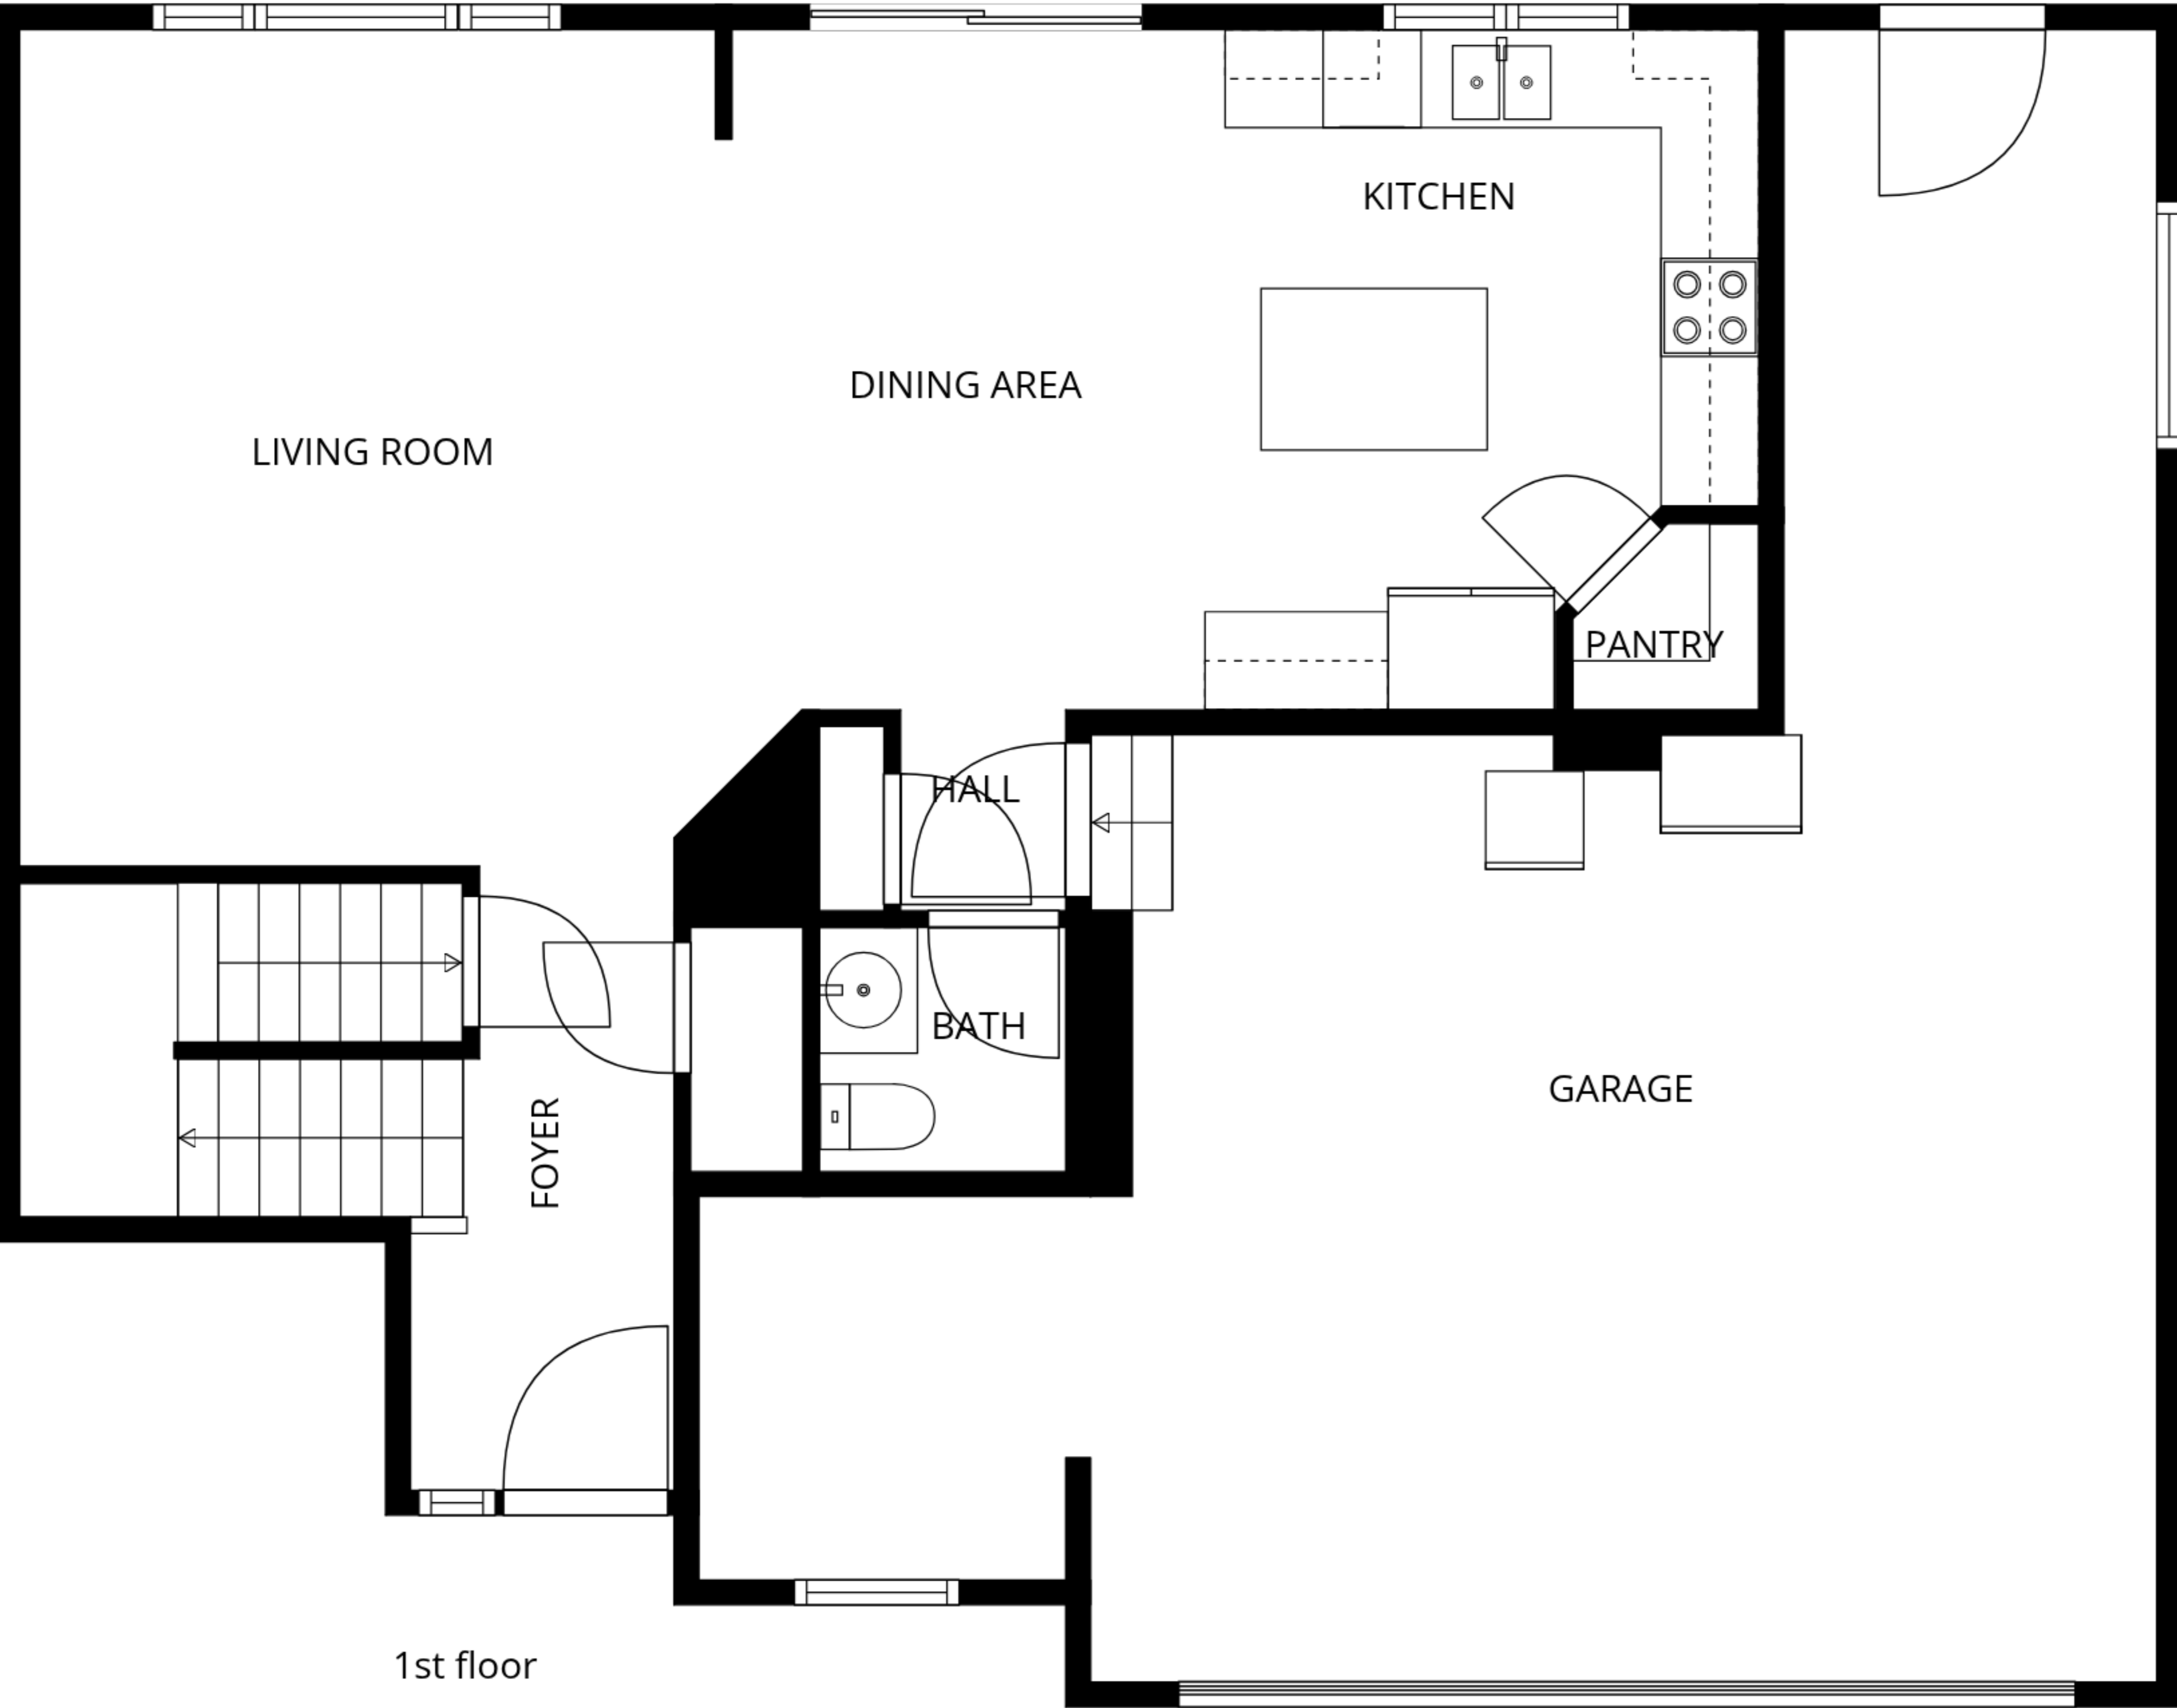 KITCHEN
DINING AREA
LIVING ROOM
PANTRY
HALL
BATH
GARAGE
FOYER
1st floor